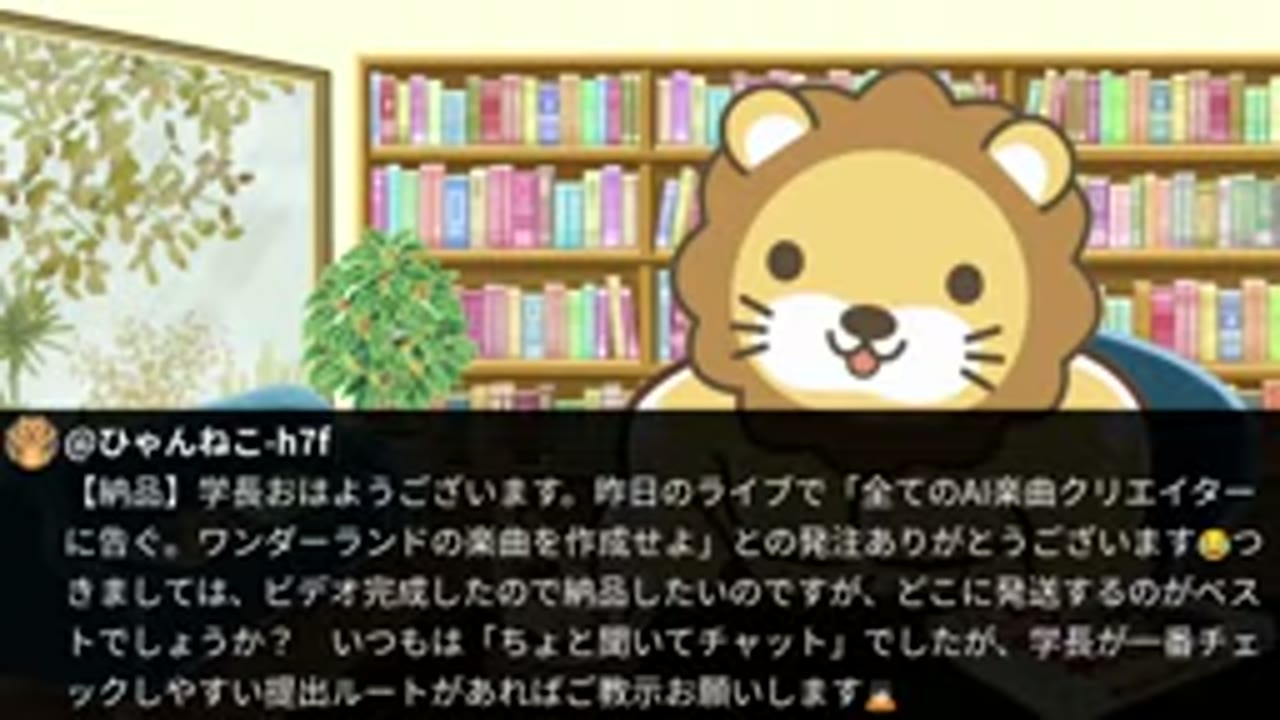 @ひゃんねこ-h7f
【納品】学長おはようございます。昨日のライブで「全てのAI楽曲クリエイター
に告ぐ。ワンダーランドの楽曲を作成せよ」との発注ありがとうございます😭つ
きましては、ビデオ完成したので納品したいのですが、どこに発送するのがベス
トでしょうか？　いつもは「ちょと聞いてチャット」でしたが、学長が一番チェ
ックしやすい提出ルートがあればご教示お願いします🙇